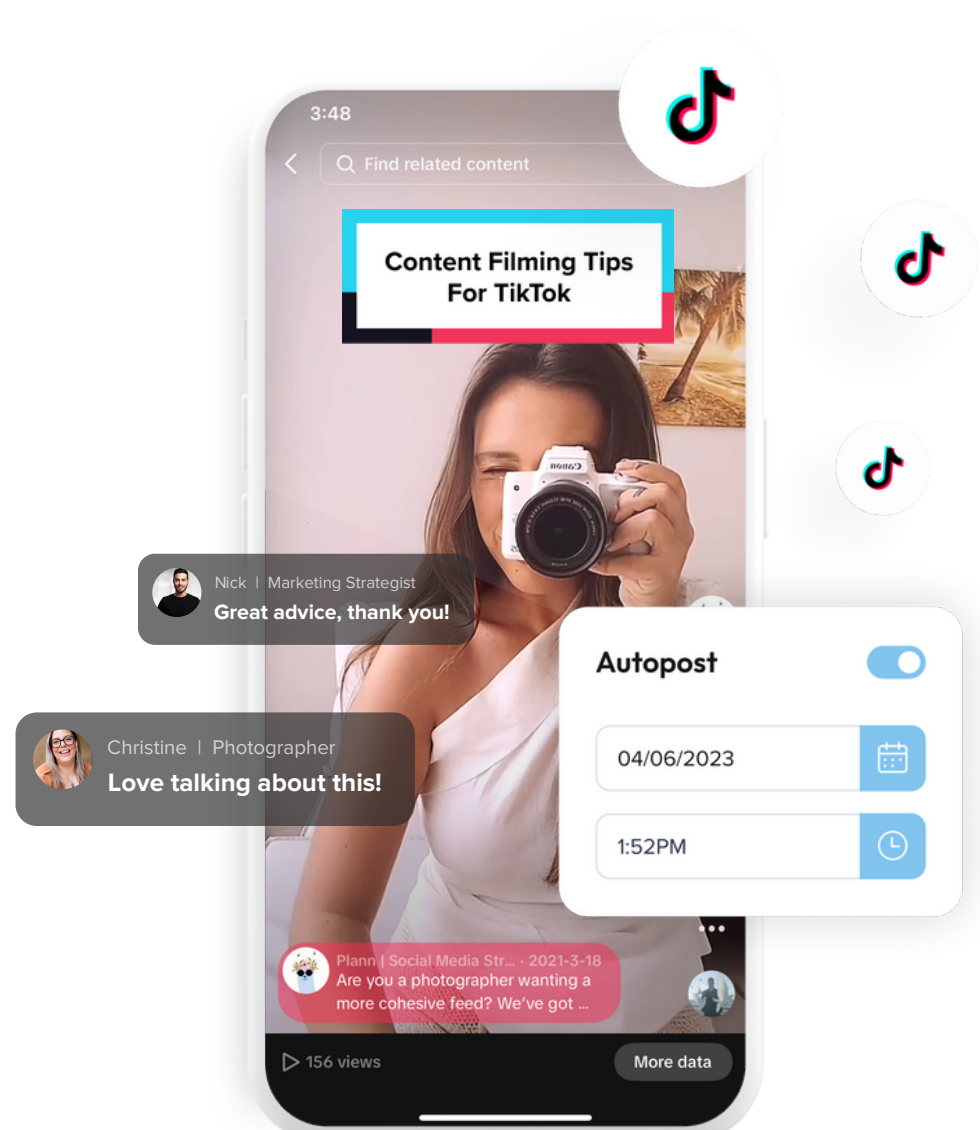 3:48
Find related content
Content Filming Tips
For TikTok
Canon
Nick | Marketing Strategist
Great advice, thank you!
Autopost
04/06/2023
1:52PM
Christine | Photographer
Love talking about this!
Plann | Social Media Str... · 2021-3-18
Are you a photographer wanting a
more cohesive feed? We've got ...
156 views
More data